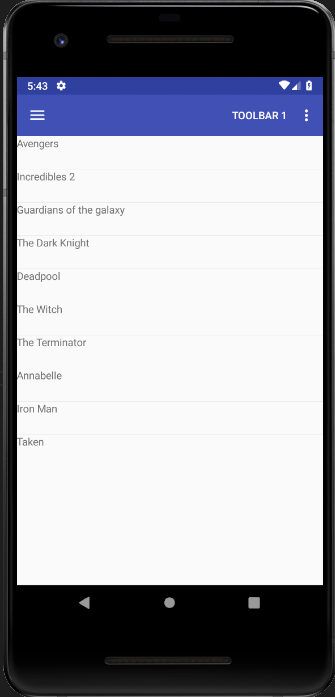 5:43
TOOLBAR 1
Avengers
Incredibles 2
Guardians of the galaxy
The Dark Knight
Deadpool
The Witch
The Terminator
Annabelle
Iron Man
Taken